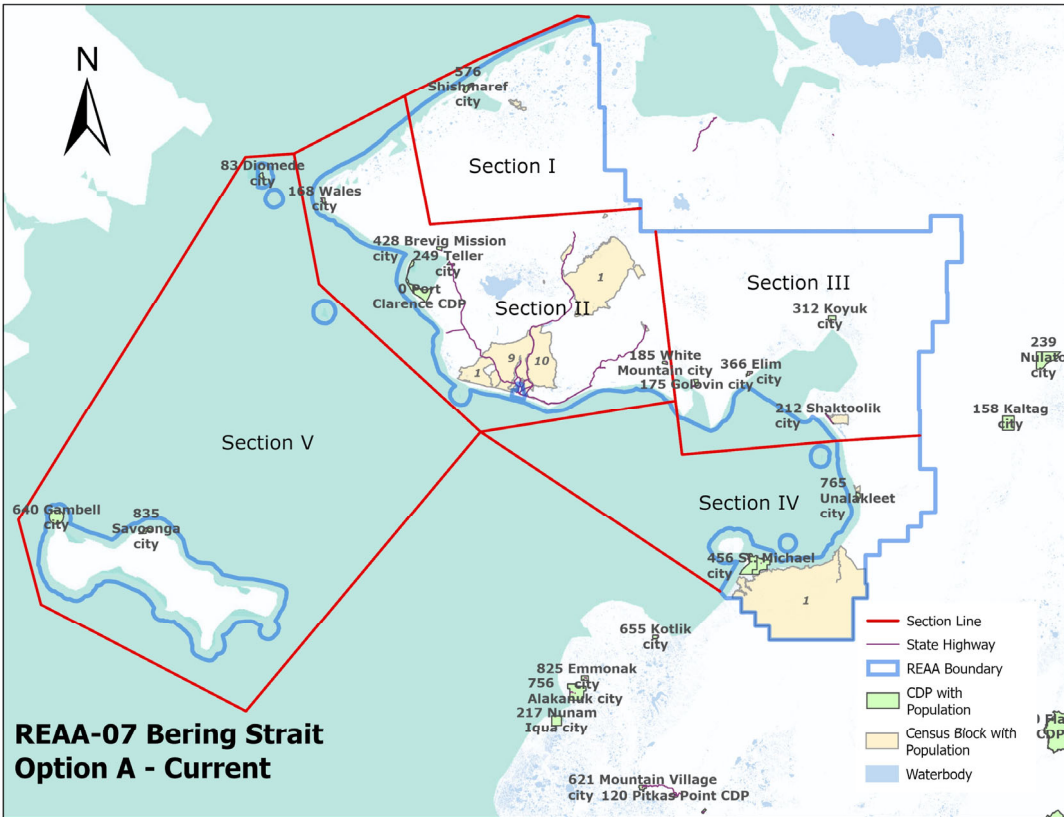 N
576
Shishmaref
city
Section I
83 Diomede
city
168 Wales
city
428 Brevig Mission
city
249 Teller
city
0 Port
Clarence CDP
1
Section II
9
10
1
Section III
312 Koyuk
city
185 White
Mountain city
366 Elim
city
175 Golovin city
212 Shaktoolik
city
239
Nulato
city
158 Kaltag
city
Section V
640 Gambell
city
835
Savoonga
city
Section IV
765
Unalakleet
city
456 St. Michael
city
1
655 Kotlik
city
825 Emmonak
city
756
Alakanuk city
217 Nunam
Iqua city
621 Mountain Village
city
120 Pitkas Point CDP
Section Line
State Highway
REAA Boundary
CDP with
Population
Census Block with
Population
Waterbody
CDP
REAA-07 Bering Strait
Option A - Current